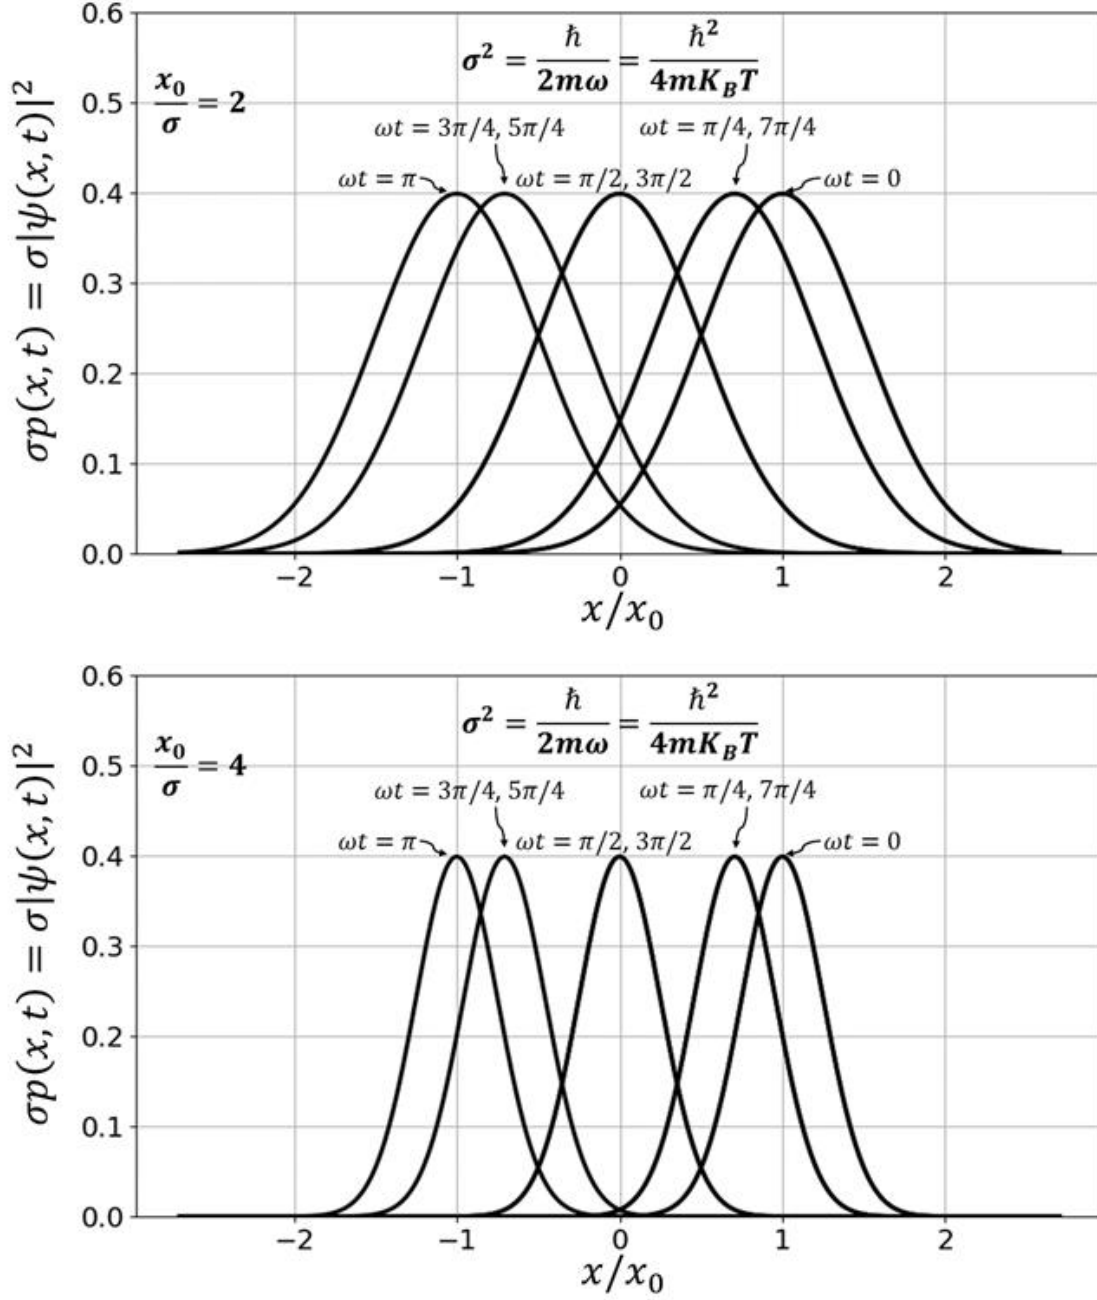 0.6
σ² = ħ/2mω = ħ²/4mK_BT
x₀/σ = 2
0.5
ωt = 3π/4, 5π/4
ωt = π/4, 7π/4
ωt = π
ωt = π/2, 3π/2
ωt = 0
0.4
0.3
0.2
0.1
0.0
σp(x, t) = σ|ψ(x, t)|²
−2
−1
0
1
2
x/x₀
0.6
σ² = ħ/2mω = ħ²/4mK_BT
x₀/σ = 4
0.5
ωt = 3π/4, 5π/4
ωt = π/4, 7π/4
ωt = π
ωt = π/2, 3π/2
ωt = 0
0.4
0.3
0.2
0.1
0.0
σp(x, t) = σ|ψ(x, t)|²
−2
−1
0
1
2
x/x₀